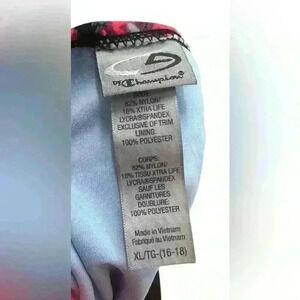 by Champion
BODY:
82% NYLON/
18% XTRA LIFE
LYCRA®SPANDEX
EXCLUSIVE OF TRIM
LINING:
100% POLYESTER
CORPS:
82% NYLON/
18% TISSU XTRA LIFE
LYCRA®SPANDEX
SAUF LES
GARNITURES
DOUBLURE:
100% POLYESTER
Made in Vietnam
Fabriqué au Vietnam
XL/TG-(16-18)